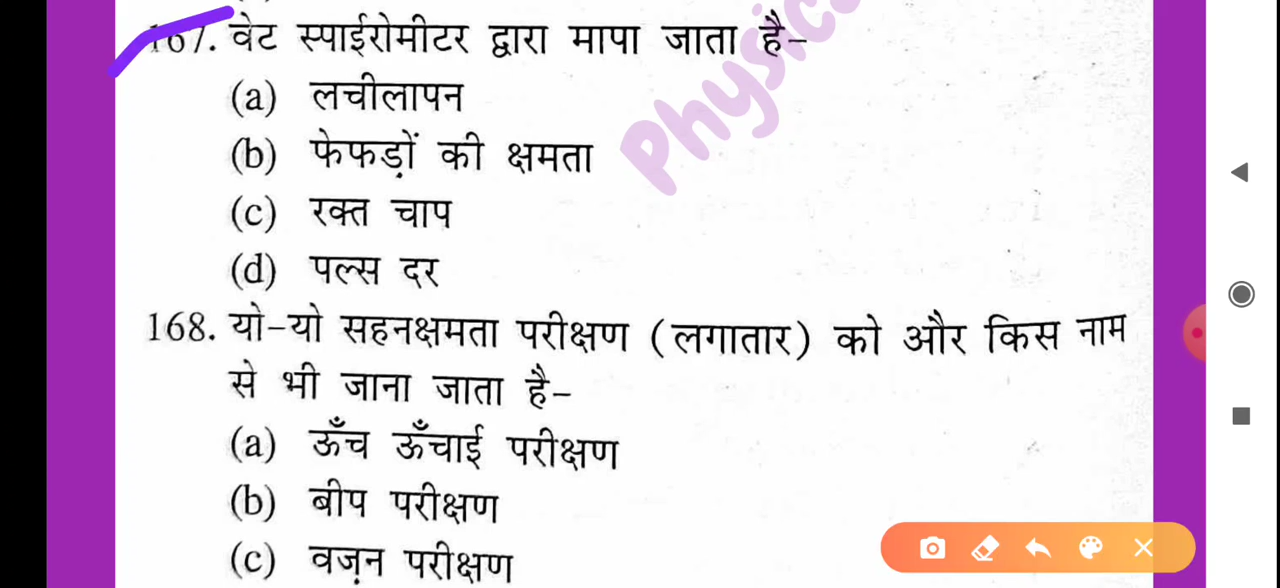 167. वेट स्पाईरोमीटर द्वारा मापा जाता है-
(a) लचीलापन
(b) फेफड़ों की क्षमता
(c) रक्त चाप
(d) पल्स दर
168. यो-यो सहनक्षमता परीक्षण (लगातार) को और किस नाम
से भी जाना जाता है-
(a) ऊँच ऊँचाई परीक्षण
(b) बीप परीक्षण
(c) वज़न परीक्षण